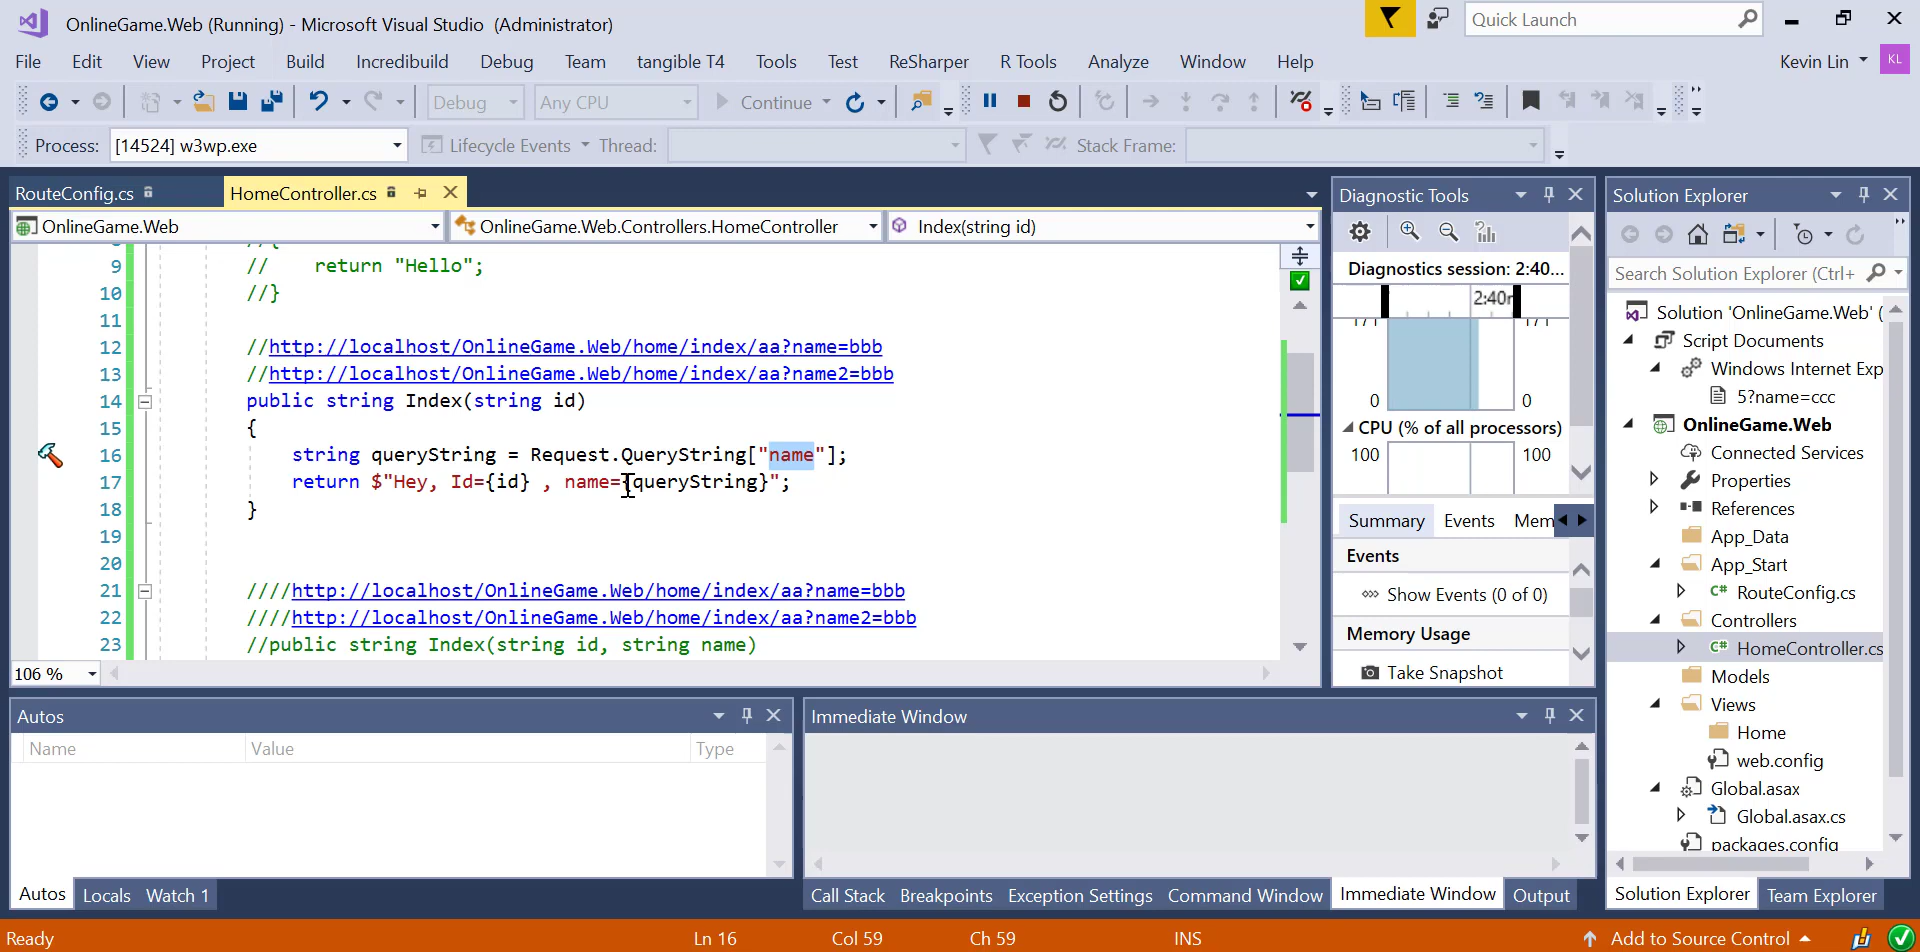 OnlineGame.Web (Running) - Microsoft Visual Studio (Administrator)
Quick Launch
File Edit View Project Build Incredibuild Debug Team tangible T4 Tools Test ReSharper R Tools Analyze Window Help
Kevin Lin KL
Debug Any CPU Continue
Process: [14524] w3wp.exe Lifecycle Events Thread: Stack Frame:
RouteConfig.cs HomeController.cs
OnlineGame.Web OnlineGame.Web.Controllers.HomeController Index(string id)
9 // return "Hello";
10 //}
11
12 //http://localhost/OnlineGame.Web/home/index/aa?name=bbb
13 //http://localhost/OnlineGame.Web/home/index/aa?name2=bbb
14 public string Index(string id)
15 {
16 string queryString = Request.QueryString["name"];
17 return $"Hey, Id={id} , name={queryString}";
18 }
19
20
21 ////http://localhost/OnlineGame.Web/home/index/aa?name=bbb
22 ////http://localhost/OnlineGame.Web/home/index/aa?name2=bbb
23 //public string Index(string id, string name)
106 %
Diagnostic Tools
Diagnostics session: 2:40...
2:40m
0 0
CPU (% of all processors)
100 100
Summary Events Mem
Events
Show Events (0 of 0)
Memory Usage
Take Snapshot
Solution Explorer
Search Solution Explorer (Ctrl+
Solution 'OnlineGame.Web' (
Script Documents
Windows Internet Exp
5?name=ccc
OnlineGame.Web
Connected Services
Properties
References
App_Data
App_Start
RouteConfig.cs
Controllers
HomeController.cs
Models
Views
Home
web.config
Global.asax
Global.asax.cs
packages.config
Solution Explorer Team Explorer
Autos
Name Value Type
Autos Locals Watch 1
Immediate Window
Call Stack Breakpoints Exception Settings Command Window Immediate Window Output
Ready Ln 16 Col 59 Ch 59 INS Add to Source Control